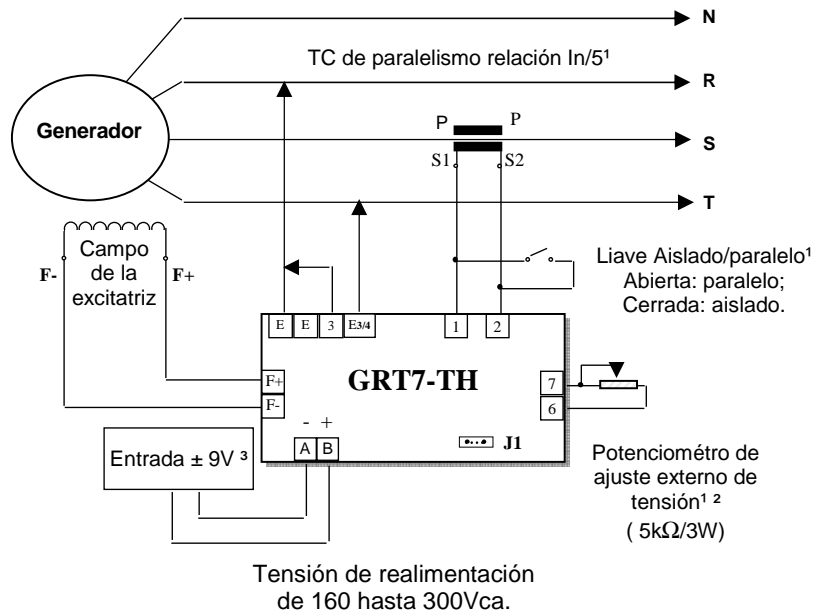 N
TC de paralelismo relación In/5¹
R
Generador
P
P
S
S1
S2
T
Campo
de la
excitatriz
F-
F+
Liave Aislado/paralelo¹
Abierta: paralelo;
Cerrada: aislado.
E
E
3
E3/4
1
2
GRT7-TH
F+
F-
7
6
- +
A
B
J1
Entrada ± 9V ³
Potenciométro de
ajuste externo de
tensión¹ ²
( 5kΩ/3W)
Tensión de realimentación
de 160 hasta 300Vca.